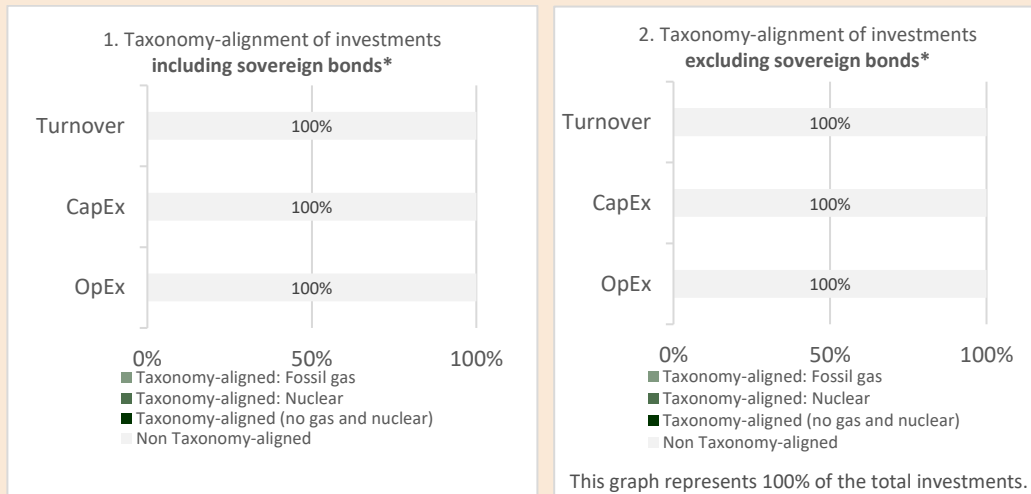 1. Taxonomy-alignment of investments
including sovereign bonds*
Turnover
100%
CapEx
100%
OpEx
100%
0%
50%
100%
Taxonomy-aligned: Fossil gas
Taxonomy-aligned: Nuclear
Taxonomy-aligned (no gas and nuclear)
Non Taxonomy-aligned
2. Taxonomy-alignment of investments
excluding sovereign bonds*
Turnover
100%
CapEx
100%
OpEx
100%
0%
50%
100%
Taxonomy-aligned: Fossil gas
Taxonomy-aligned: Nuclear
Taxonomy-aligned (no gas and nuclear)
Non Taxonomy-aligned
This graph represents 100% of the total investments.